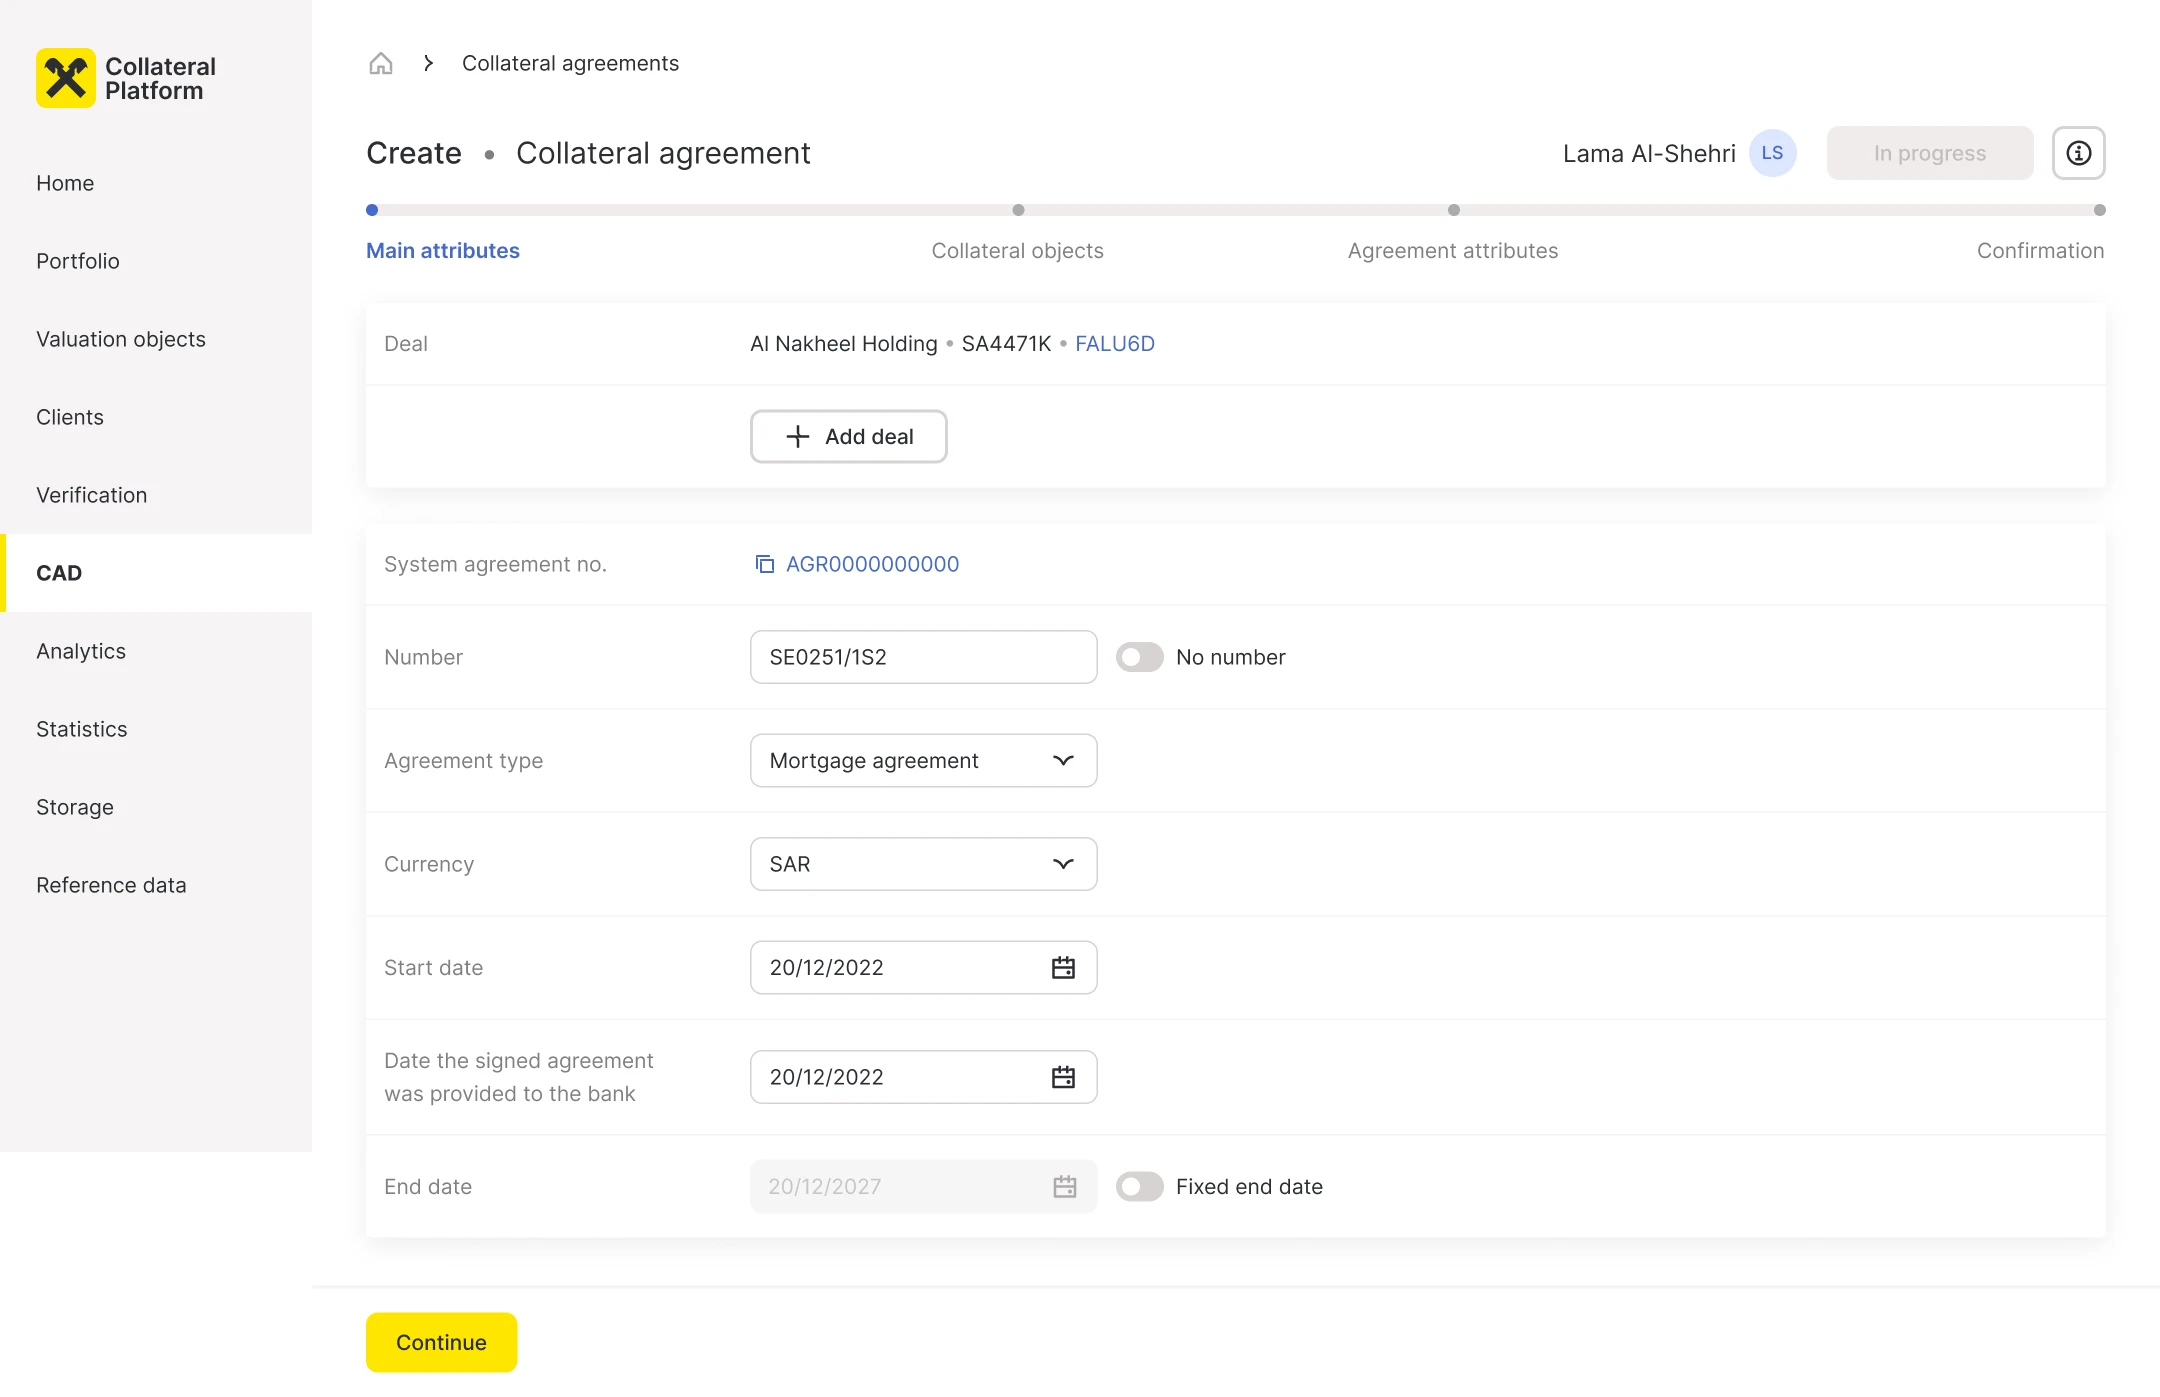 Collateral
Platform
Home
Portfolio
Valuation objects
Clients
Verification
CAD
Analytics
Statistics
Storage
Reference data
Collateral agreements
Create • Collateral agreement
Lama Al-Shehri LS In progress
Main attributes Collateral objects Agreement attributes Confirmation
Deal Al Nakheel Holding • SA4471K • FALU6D
Add deal
System agreement no. AGR0000000000
Number SE0251/1S2 No number
Agreement type Mortgage agreement
Currency SAR
Start date 20/12/2022
Date the signed agreement
was provided to the bank 20/12/2022
End date 20/12/2027 Fixed end date
Continue